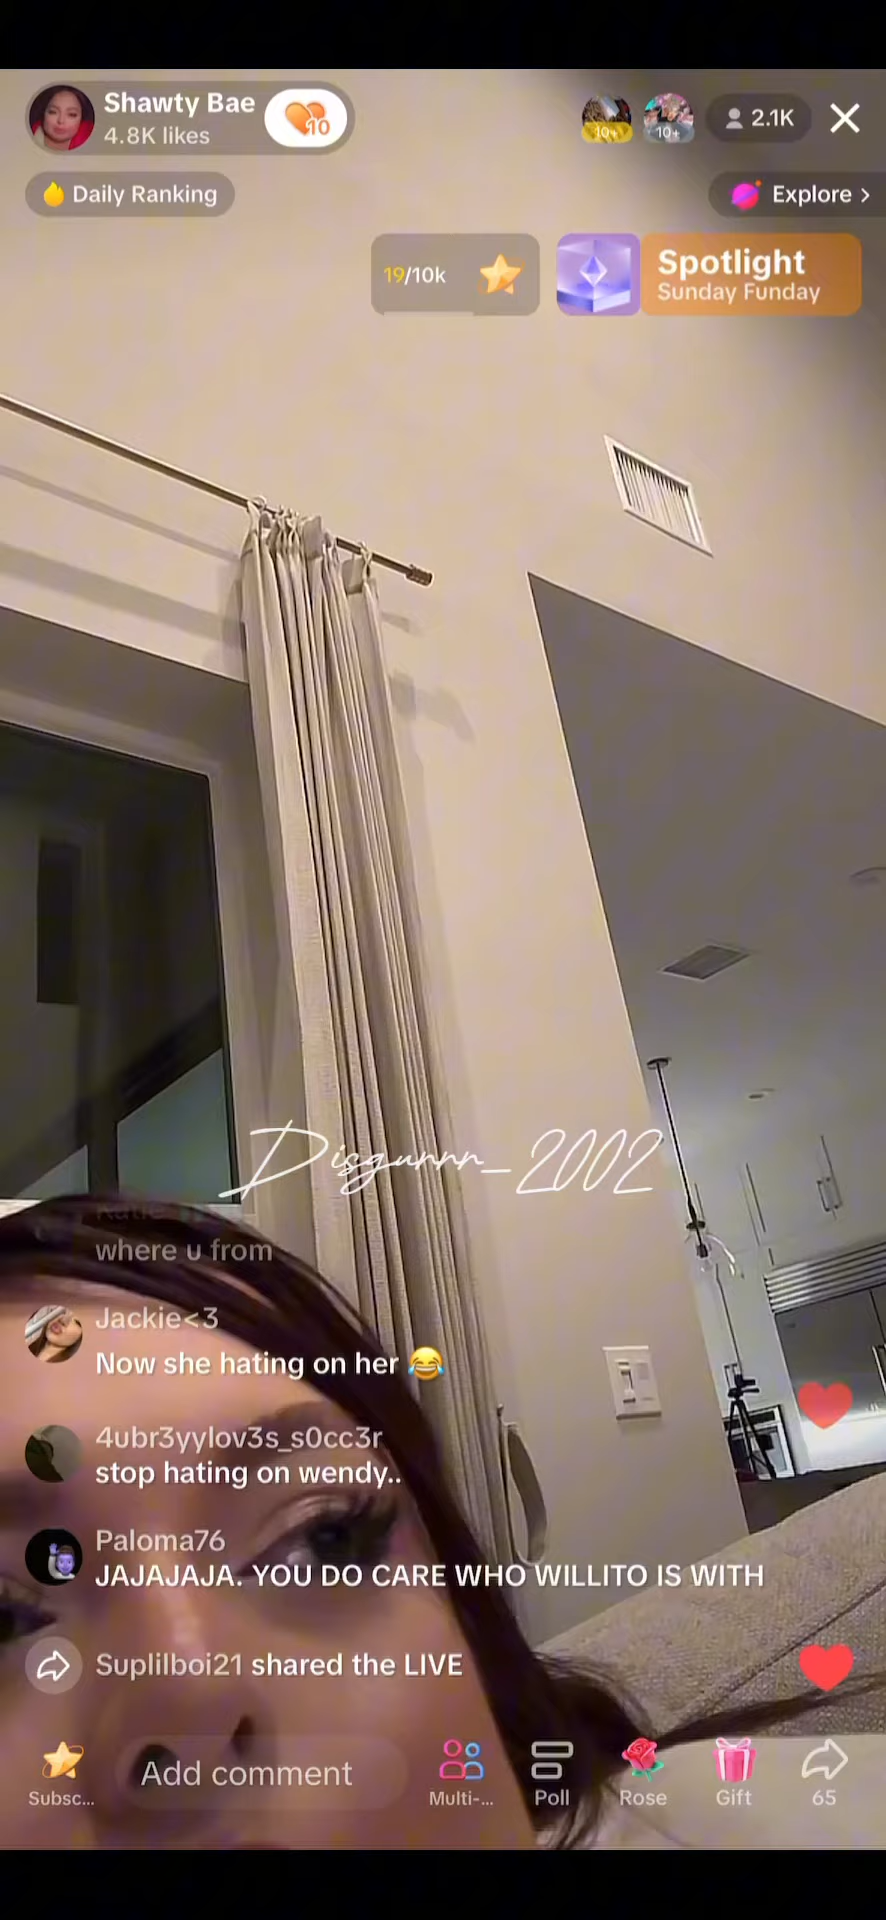 Shawty Bae
4.8K likes
10
10+
10+
2.1K
Daily Ranking
Explore >
19/10k
Spotlight
Sunday Funday
Disgunnn_2002
where u from
Jackie<3
Now she hating on her 😂
4ubr3yylov3s_s0cc3r
stop hating on wendy..
Paloma76
JAJAJAJA. YOU DO CARE WHO WILLITO IS WITH
Suplilboi21 shared the LIVE
Subsc...
Add comment
Multi-...
Poll
Rose
Gift
65